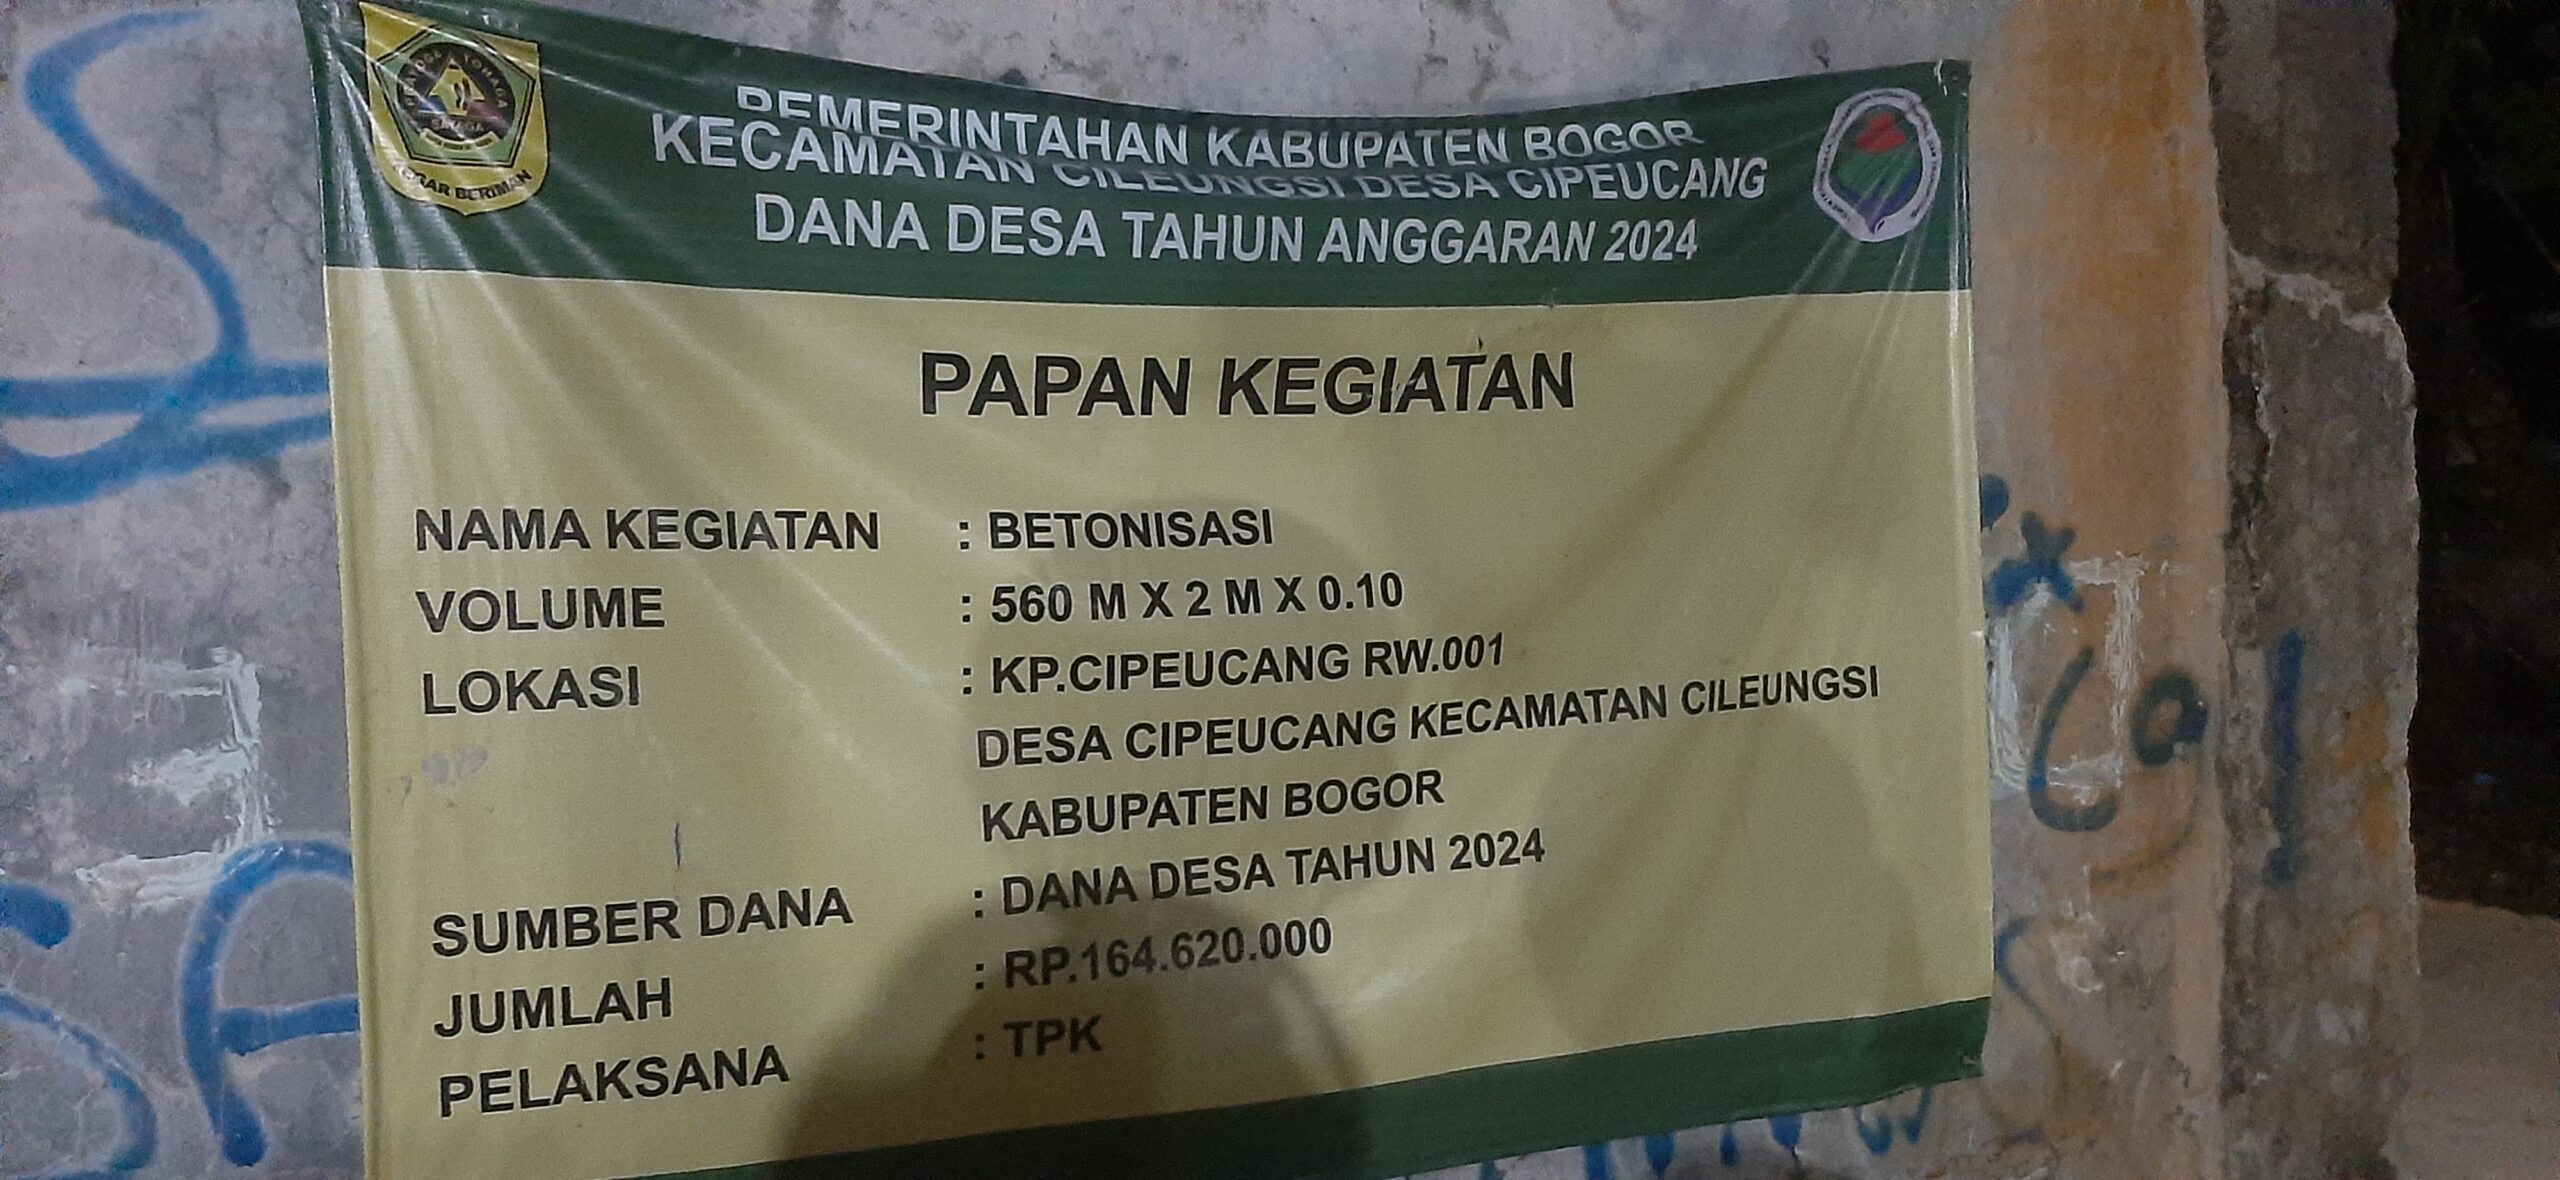 TEGAR BERIMAN
PEMERINTAHAN KABUPATEN BOGOR
KECAMATAN CILEUNGSI DESA CIPEUCANG
DANA DESA TAHUN ANGGARAN 2024
PAPAN KEGIATAN
NAMA KEGIATAN : BETONISASI
VOLUME : 560 M X 2 M X 0.10
LOKASI : KP.CIPEUCANG RW.001
DESA CIPEUCANG KECAMATAN CILEUNGSI
KABUPATEN BOGOR
SUMBER DANA : DANA DESA TAHUN 2024
JUMLAH : RP.164.620.000
PELAKSANA : TPK